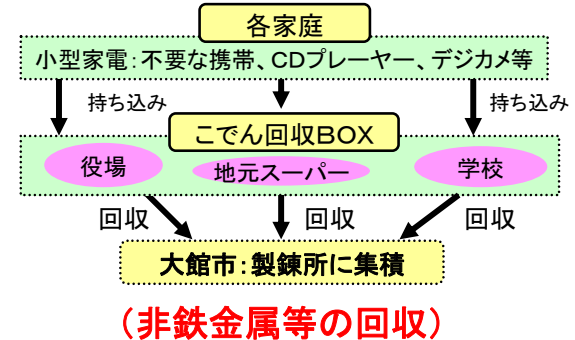 各家庭
小型家電：不要な携帯、CDプレーヤー、デジカメ等
持ち込み
持ち込み
こでん回収BOX
役場
地元スーパー
学校
回収
回収
回収
大館市：製錬所に集積
（非鉄金属等の回収）